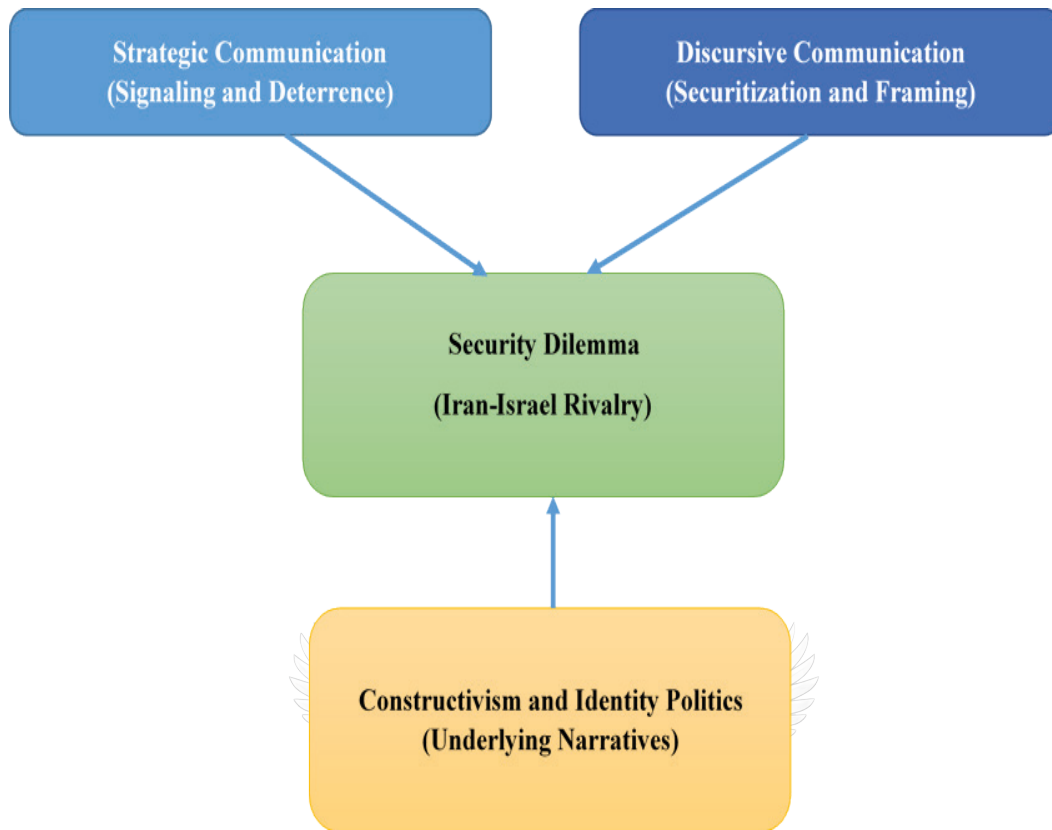 Strategic Communication
(Signaling and Deterrence)
Discursive Communication
(Securitization and Framing)
Security Dilemma
(Iran-Israel Rivalry)
Constructivism and Identity Politics
(Underlying Narratives)